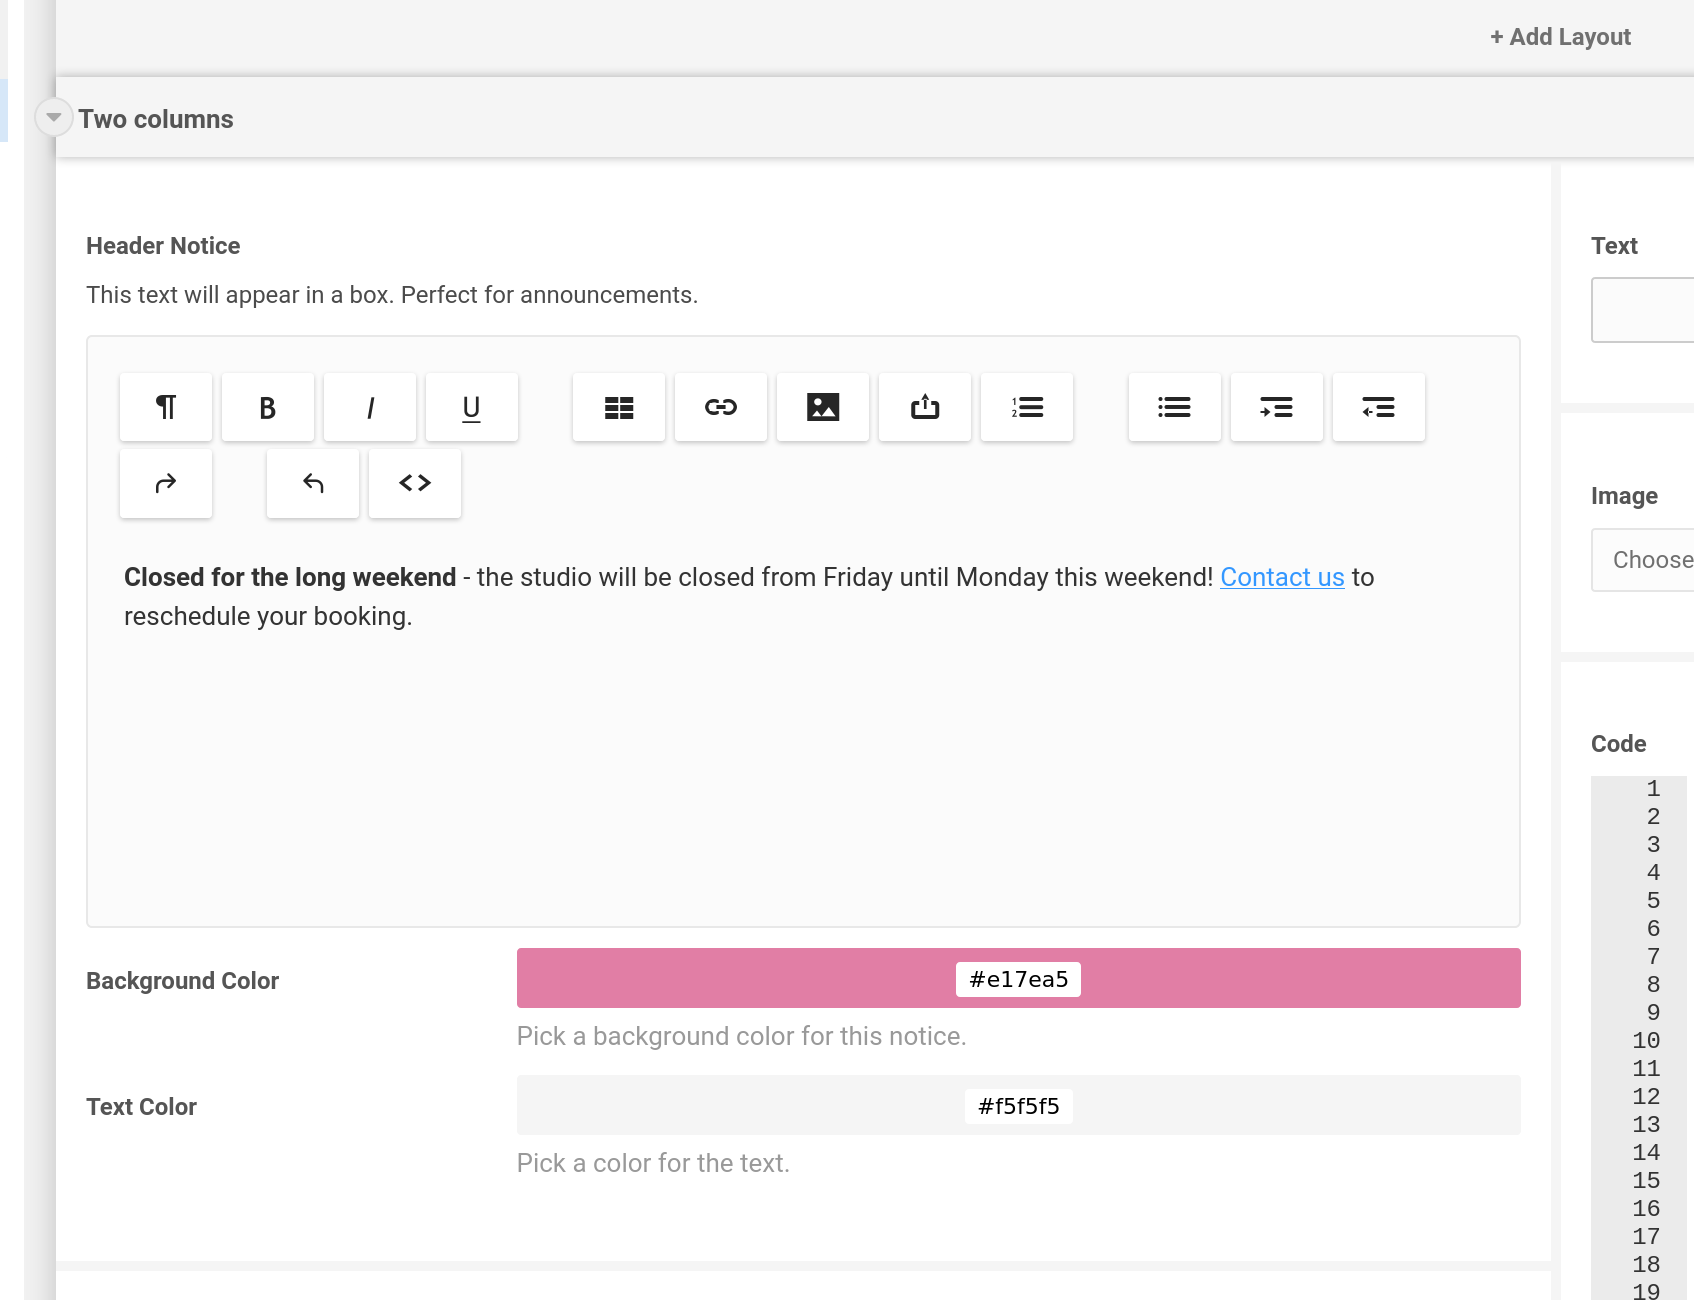 + Add Layout
Two columns
Header Notice
This text will appear in a box. Perfect for announcements.
B I U
1
2
<>
Closed for the long weekend - the studio will be closed from Friday until Monday this weekend! Contact us to
reschedule your booking.
Background Color
#e17ea5
Pick a background color for this notice.
Text Color
#f5f5f5
Pick a color for the text.
Text
Image
Choose
Code
1
2
3
4
5
6
7
8
9
10
11
12
13
14
15
16
17
18
19